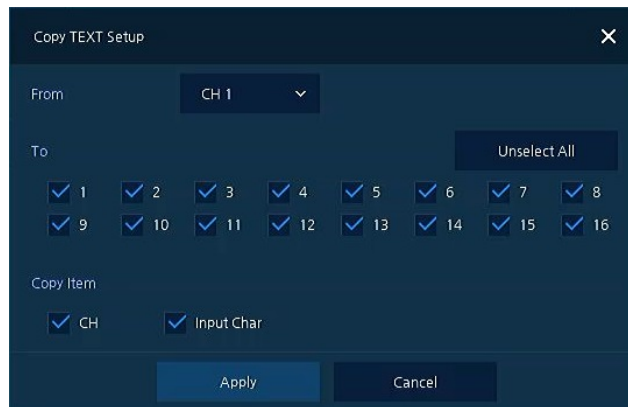 Copy TEXT Setup
From CH 1
To Unselect All
1 2 3 4 5 6 7 8
9 10 11 12 13 14 15 16
Copy Item
CH Input Char
Apply Cancel